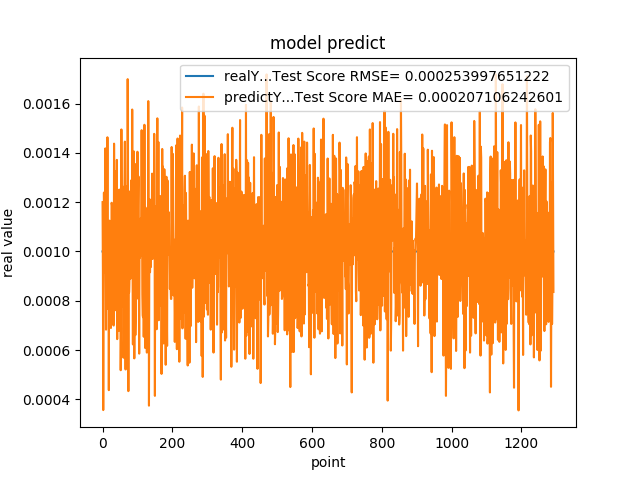 model predict
realY...Test Score RMSE= 0.000253997651222
predictY...Test Score MAE= 0.000207106242601
real value
0.0016
0.0014
0.0012
0.0010
0.0008
0.0006
0.0004
0 200 400 600 800 1000 1200
point